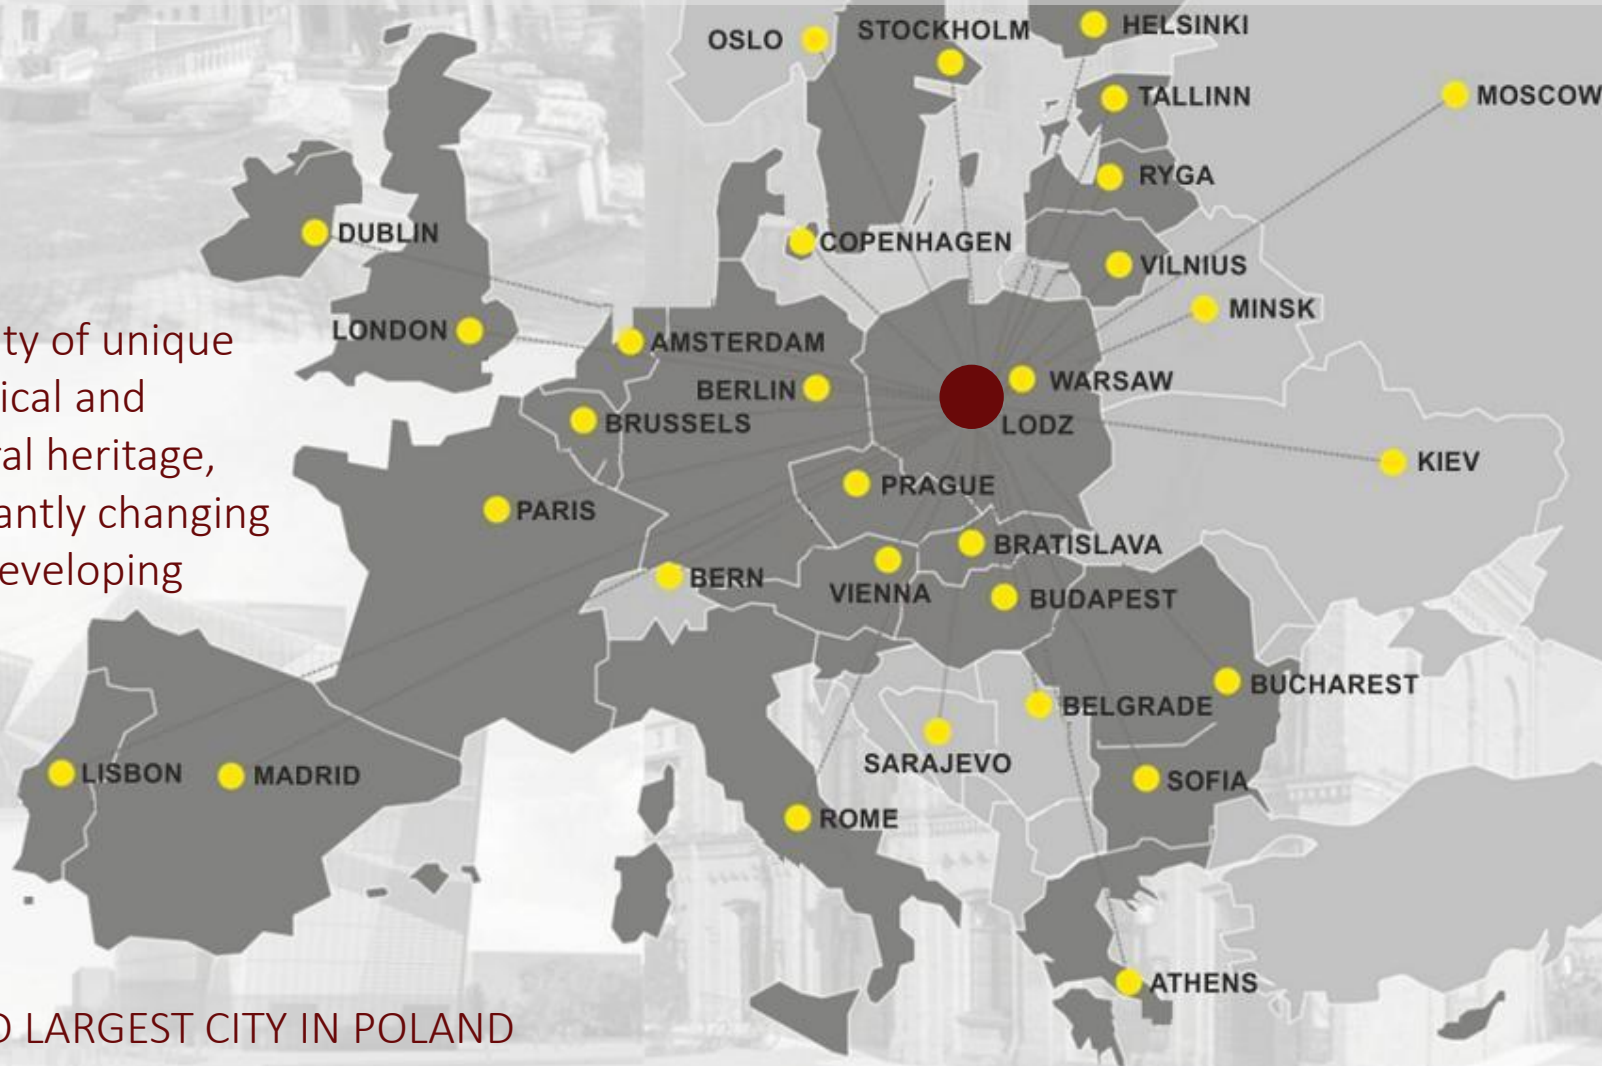 OSLO
STOCKHOLM
HELSINKI
TALLINN
MOSCOW
RYGA
DUBLIN
COPENHAGEN
VILNIUS
MINSK
LONDON
AMSTERDAM
ty of unique
ical and
ral heritage,
antly changing
eveloping
BERLIN
WARSAW
BRUSSELS
LODZ
KIEV
PRAGUE
PARIS
BRATISLAVA
BERN
VIENNA
BUDAPEST
BUCHAREST
BELGRADE
SARAJEVO
LISBON
MADRID
SOFIA
ROME
ATHENS
D LARGEST CITY IN POLAND